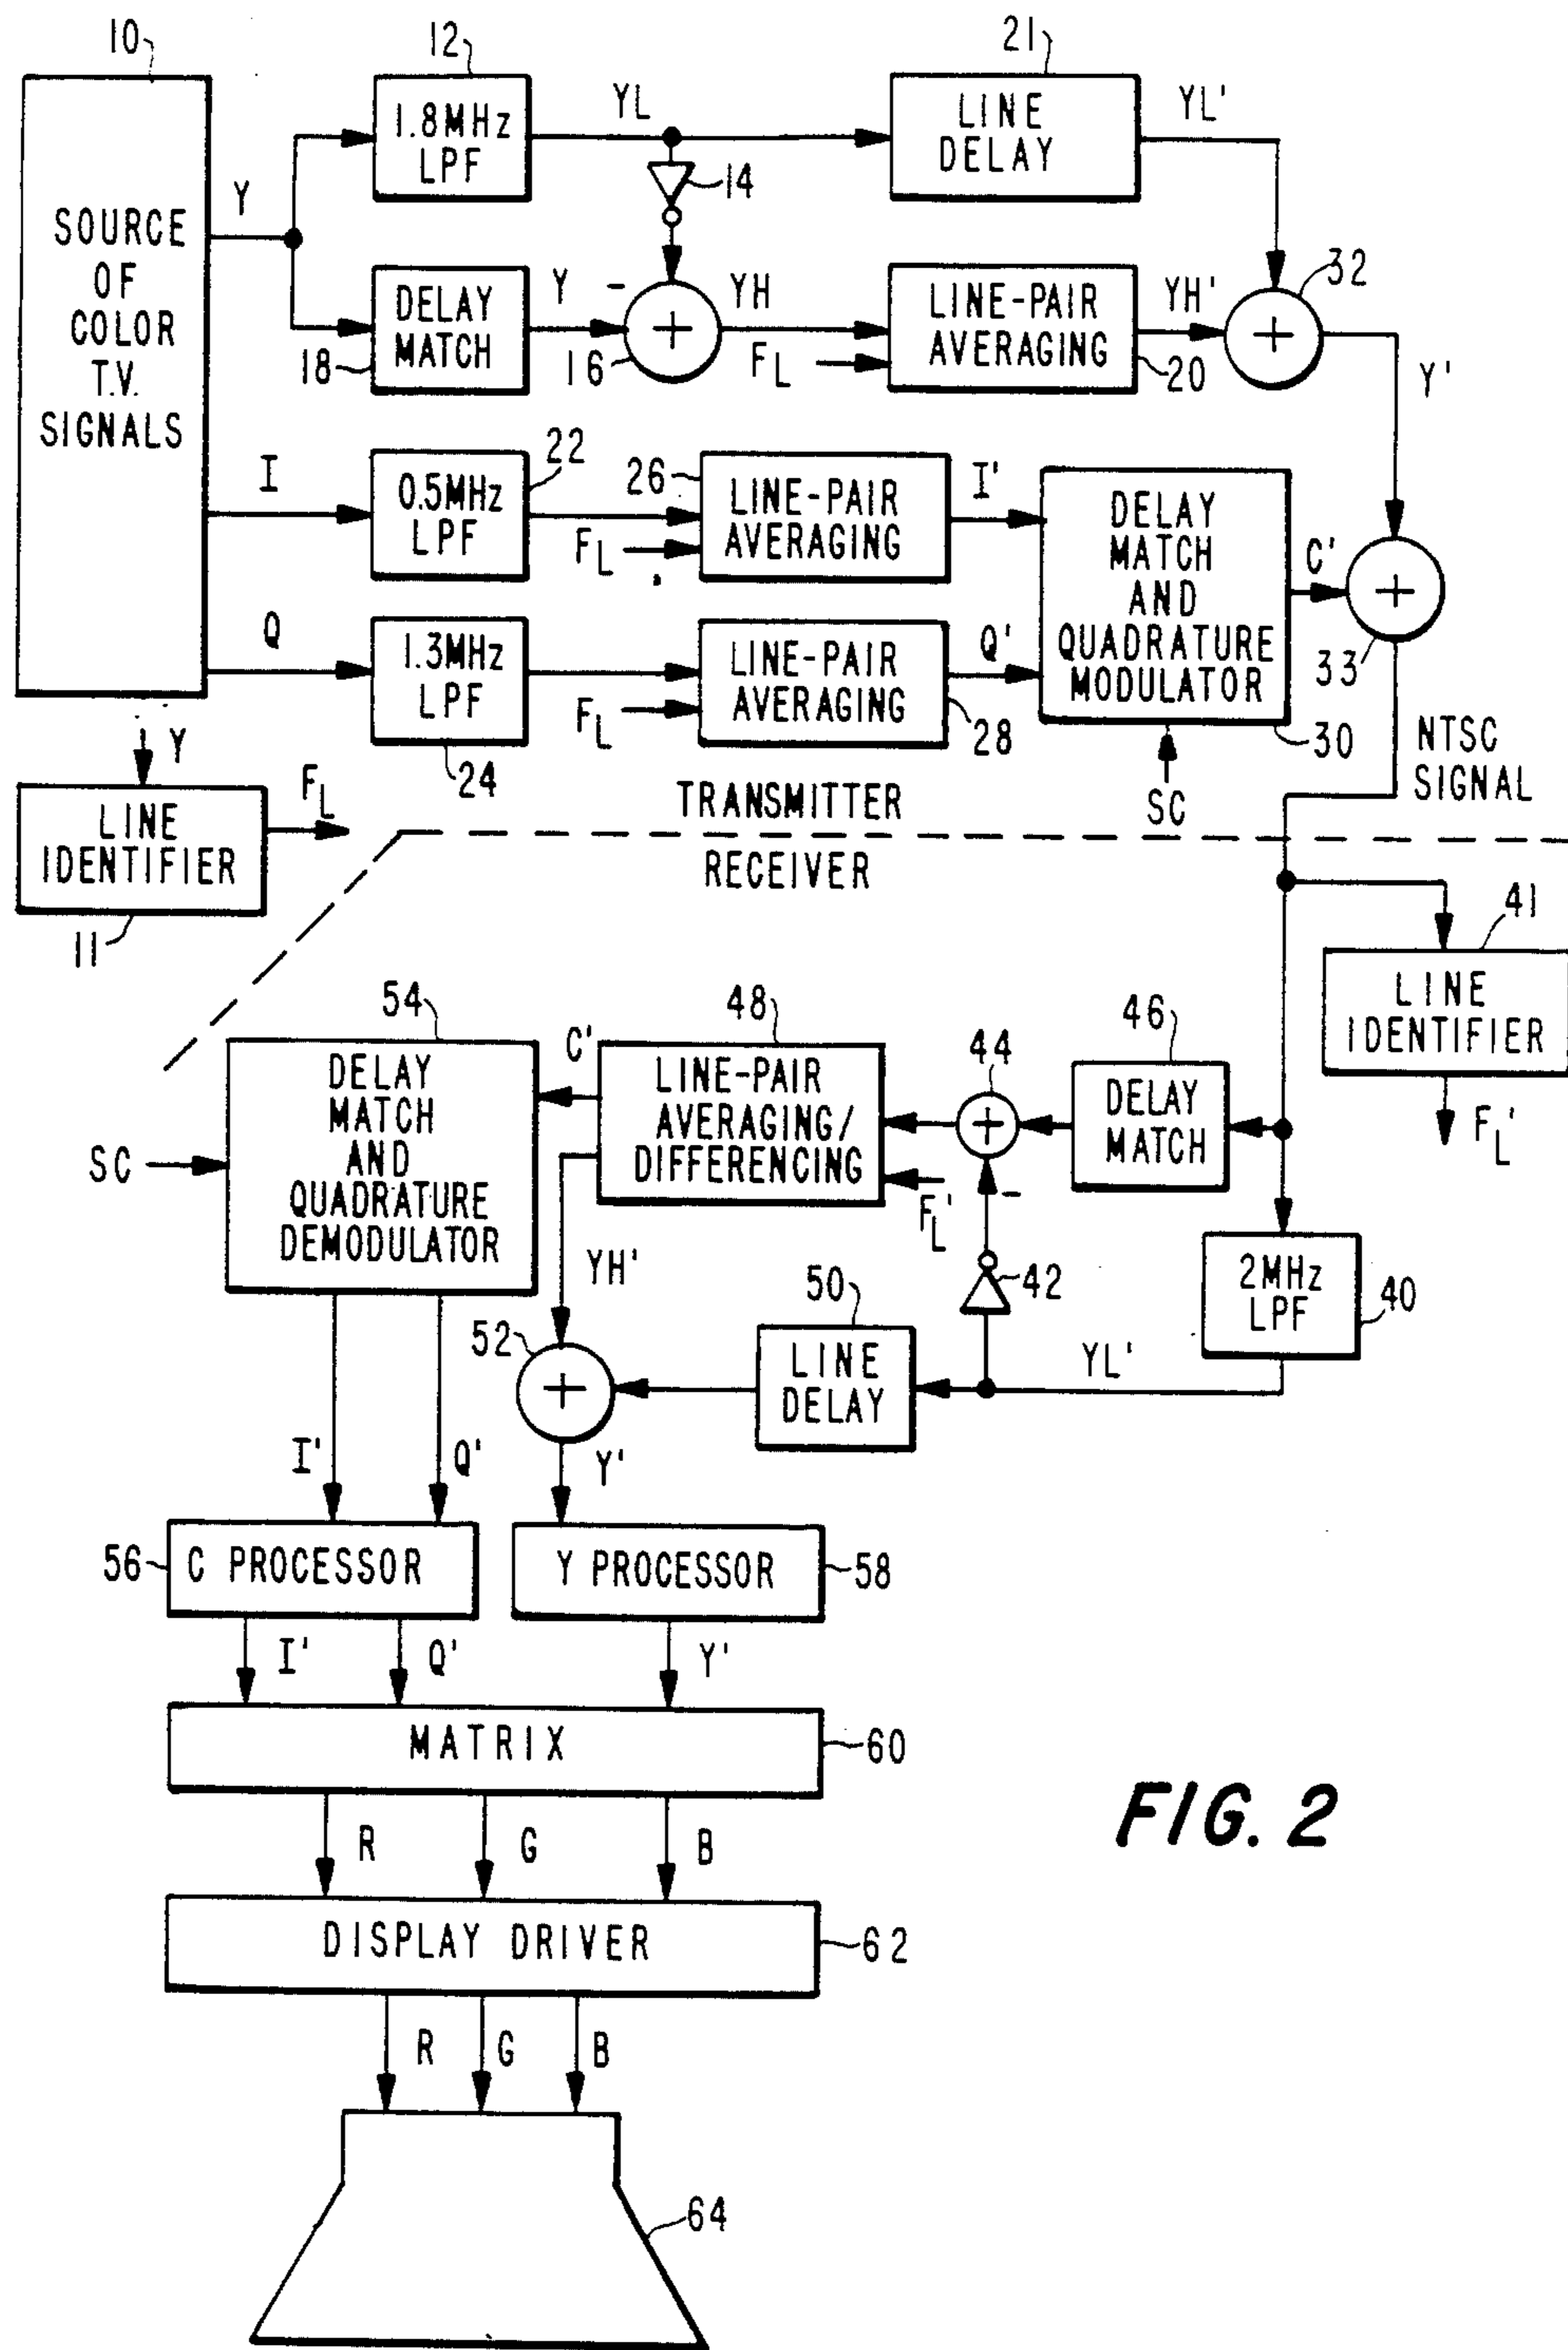 10
12
21
SOURCE
OF
COLOR
T.V.
SIGNALS
Y
1.8MHz
LPF
YL
14
LINE
DELAY
YL'
DELAY
MATCH
18
Y
-
+
16
YH
FL
LINE-PAIR
AVERAGING
20
YH'
+
32
Y'
I
0.5MHz
LPF
22
FL
26
LINE-PAIR
AVERAGING
I'
Q
1.3MHz
LPF
24
FL
LINE-PAIR
AVERAGING
28
Q'
DELAY
MATCH
AND
QUADRATURE
MODULATOR
30
SC
C'
+
33
NTSC
SIGNAL
Y
LINE
IDENTIFIER
11
FL
TRANSMITTER
RECEIVER
41
LINE
IDENTIFIER
FL'
54
DELAY
MATCH
AND
QUADRATURE
DEMODULATOR
SC
C'
48
LINE-PAIR
AVERAGING/
DIFFERENCING
FL'
44
+
-
46
DELAY
MATCH
42
2MHz
LPF
40
YH'
52
+
50
LINE
DELAY
YL'
I'
Q'
Y'
56
C PROCESSOR
Y PROCESSOR
58
I'
Q'
Y'
MATRIX
60
R
G
B
FIG. 2
DISPLAY DRIVER
62
R
G
B
64